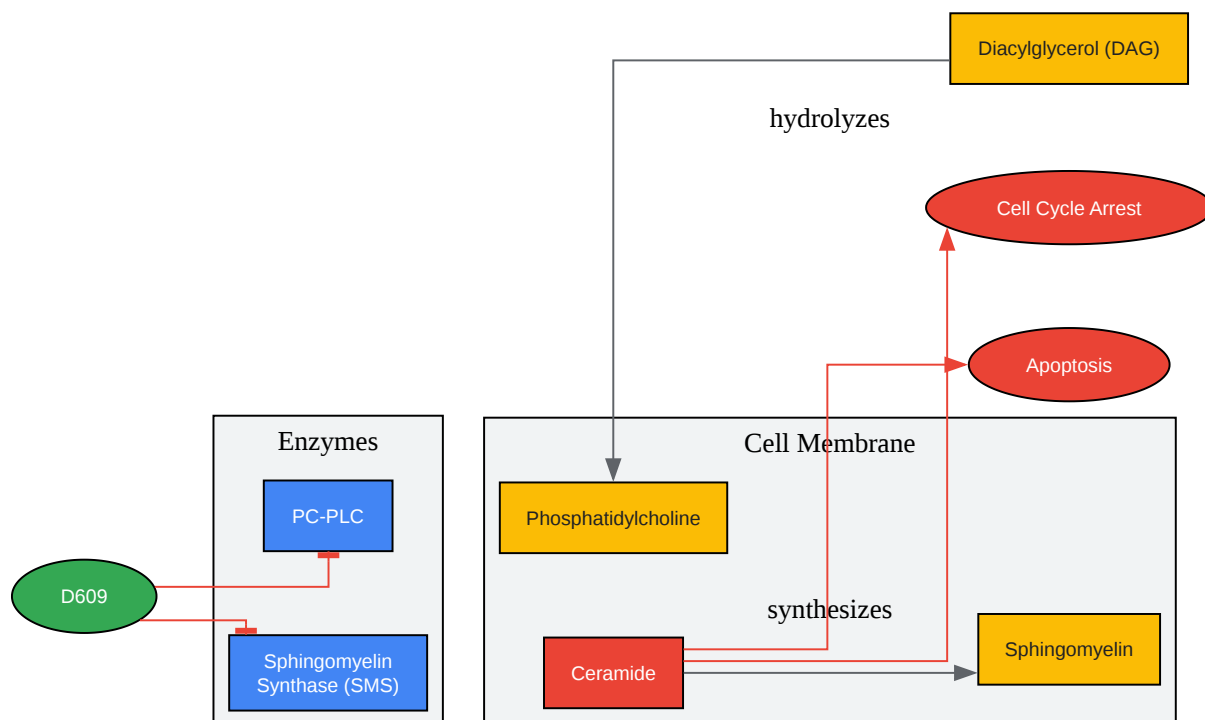 Diacylglycerol (DAG)
hydrolyzes
Cell Cycle Arrest
Apoptosis
Enzymes
Cell Membrane
PC-PLC
Phosphatidylcholine
D609
synthesizes
Sphingomyelin
Sphingomyelin
Synthase (SMS)
Ceramide